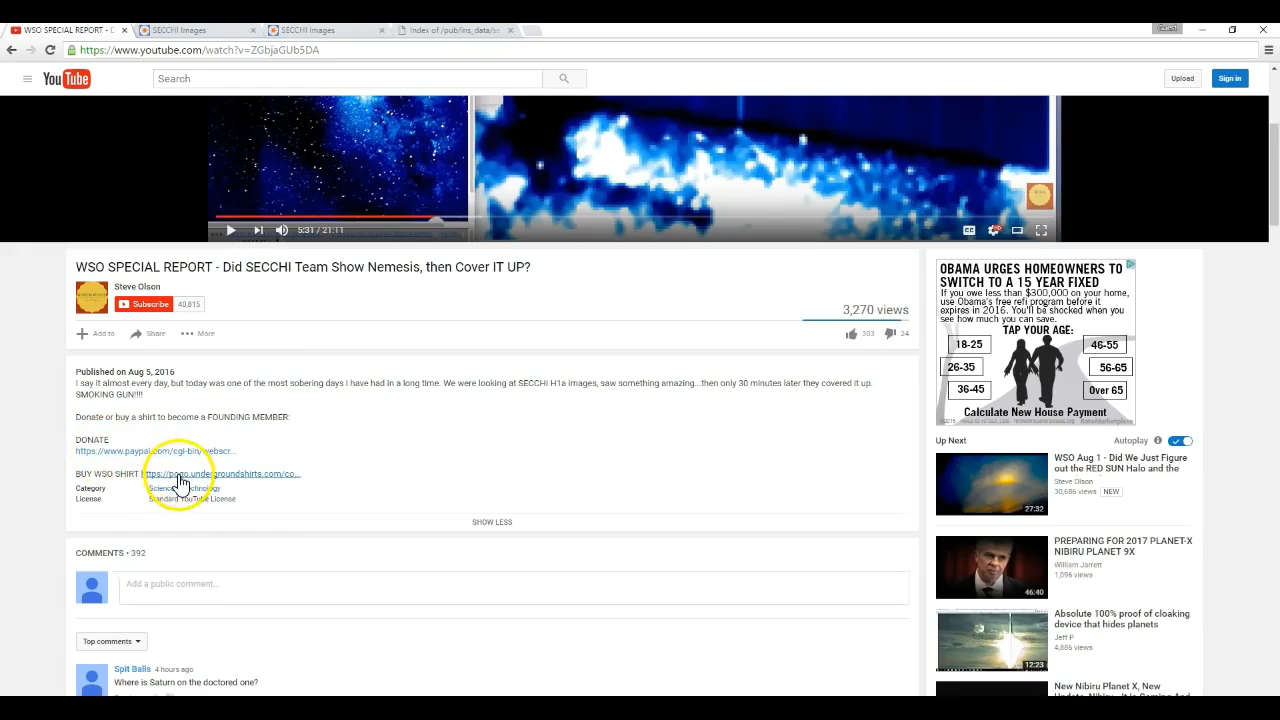 WSO SPECIAL REPORT - D
SECCHI Images
SECCHI Images
Index of /pub/ins_data/se
https://www.youtube.com/watch?v=ZGbjaGUb5DA
YouTube
Search
Upload
Sign in
5:31 / 21:11
CC
HD
WSO SPECIAL REPORT - Did SECCHI Team Show Nemesis, then Cover IT UP?
Steve Olson
Subscribe 40,815
3,270 views
Add to
Share
More
303
24
Published on Aug 5, 2016
I say it almost every day, but today was one of the most sobering days I have had in a long time. We were looking at SECCHI H1a images, saw something amazing...then only 30 minutes later they covered it up.
SMOKING GUN!!!!
Donate or buy a shirt to become a FOUNDING MEMBER:
DONATE
https://www.paypal.com/cgi-bin/webscr...
BUY WSO SHIRT https://pogo.undergroundshirts.com/co...
Category Science & Technology
License Standard YouTube License
SHOW LESS
COMMENTS • 392
Add a public comment...
Top comments
Spit Balls 4 hours ago
Where is Saturn on the doctored one?
OBAMA URGES HOMEOWNERS TO
SWITCH TO A 15 YEAR FIXED
If you owe less than $300,000 on your home,
use Obama's free refi program before it
expires in 2016. You'll be shocked when you
see how much you can save.
TAP YOUR AGE:
18-25
46-55
26-35
56-65
36-45
Over 65
Calculate New House Payment
Up Next
Autoplay
WSO Aug 1 - Did We Just Figure
out the RED SUN Halo and the
Steve Olson
30,686 views NEW
27:32
PREPARING FOR 2017 PLANET-X
NIBIRU PLANET 9X
William Jarrett
1,096 views
46:40
Absolute 100% proof of cloaking
device that hides planets
Jeff P
4,886 views
12:23
New Nibiru Planet X, New